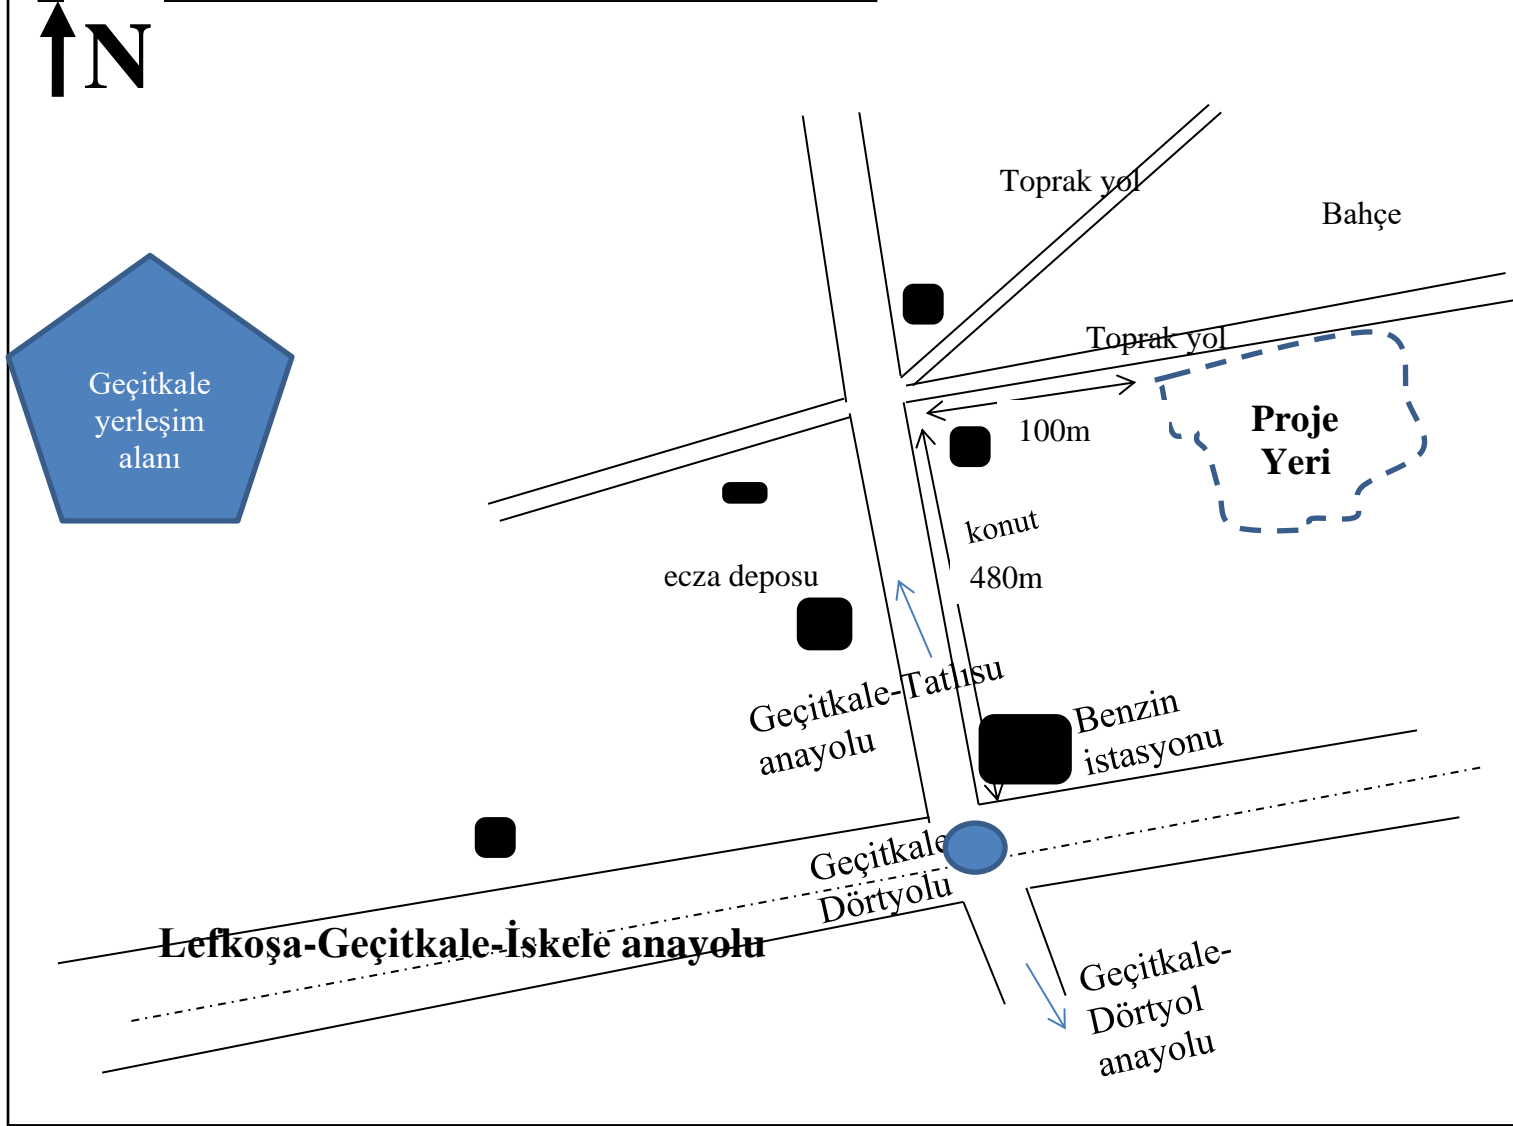 N
Toprak yol
Bahçe
Toprak yol
Geçitkale
yerleşim
alanı
100m
Proje
Yeri
konut
480m
ecza deposu
Geçitkale-Tatlısu
anayolu
Benzin
istasyonu
Geçitkale
Dörtyolu
Lefkoşa-Geçitkale-İskele anayolu
Geçitkale-
Dörtyol
anayolu